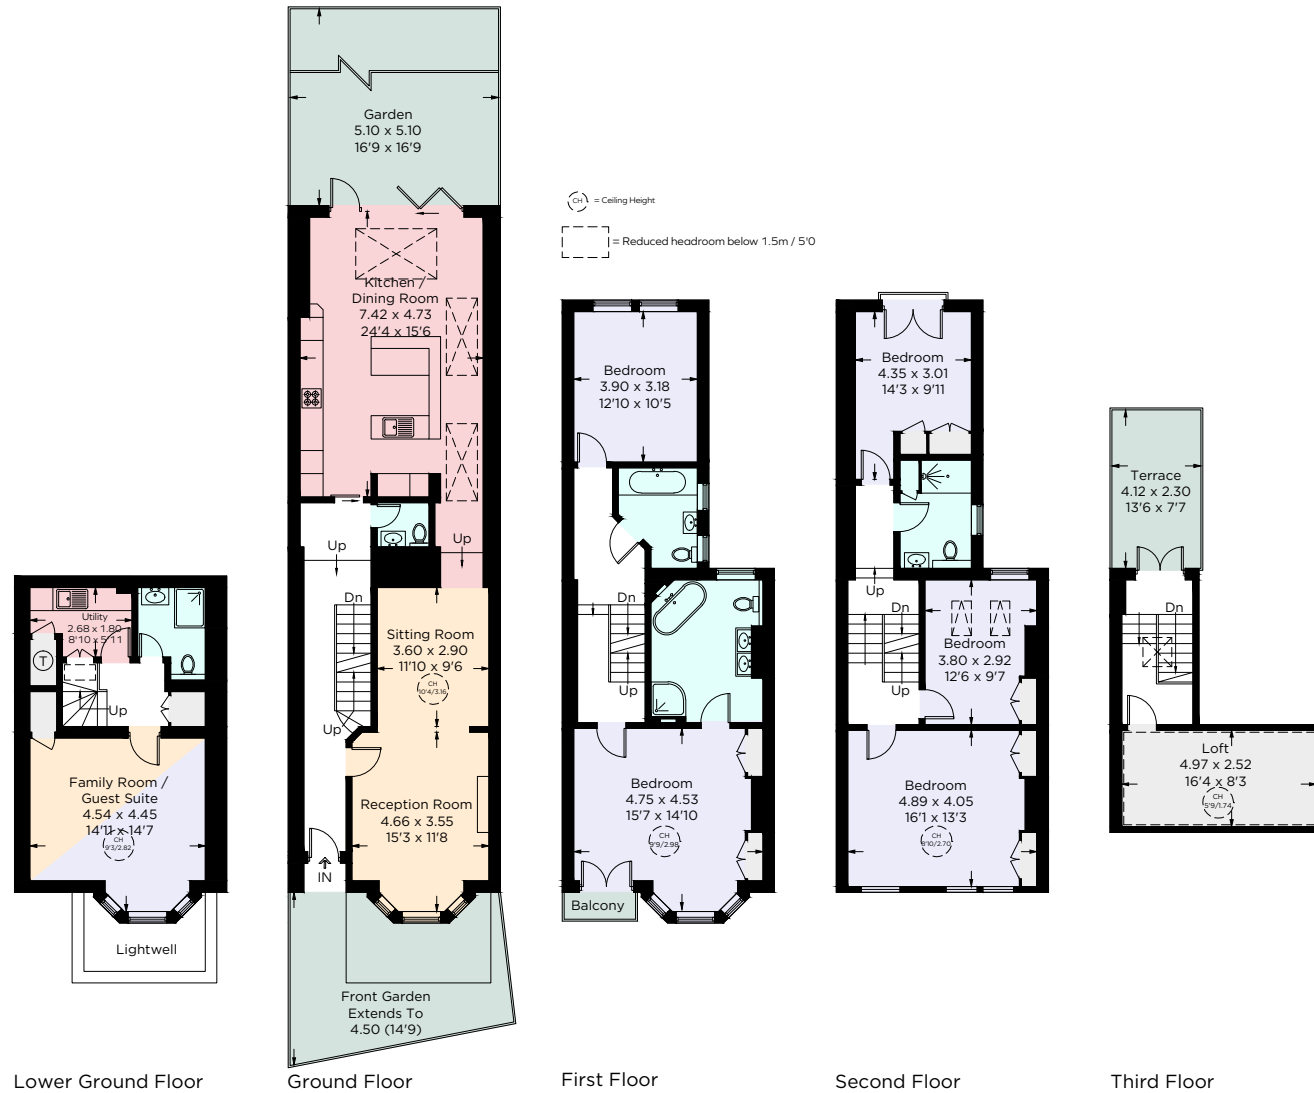 Garden
5.10 x 5.10
16'9 x 16'9
CH = Ceiling Height
= Reduced headroom below 1.5m / 5'0
Kitchen /
Dining Room
7.42 x 4.73
24'4 x 15'6
Up
Up
Dn
Sitting Room
3.60 x 2.90
11'10 x 9'6
CH
10'4/3.16
Up
Reception Room
4.66 x 3.55
15'3 x 11'8
IN
Front Garden
Extends To
4.50 (14'9)
Ground Floor
Utility
2.68 x 1.80
8'10 x 5'11
T
Up
Family Room /
Guest Suite
4.54 x 4.45
14'11 x 14'7
CH
9'3/2.82
Lightwell
Lower Ground Floor
Bedroom
3.90 x 3.18
12'10 x 10'5
Dn
Up
Bedroom
4.75 x 4.53
15'7 x 14'10
CH
9'9/2.98
Balcony
First Floor
Bedroom
4.35 x 3.01
14'3 x 9'11
Up
Dn
Up
Bedroom
3.80 x 2.92
12'6 x 9'7
Bedroom
4.89 x 4.05
16'1 x 13'3
CH
8'10/2.70
Second Floor
Terrace
4.12 x 2.30
13'6 x 7'7
Dn
Loft
4.97 x 2.52
16'4 x 8'3
CH
5'9/1.74
Third Floor